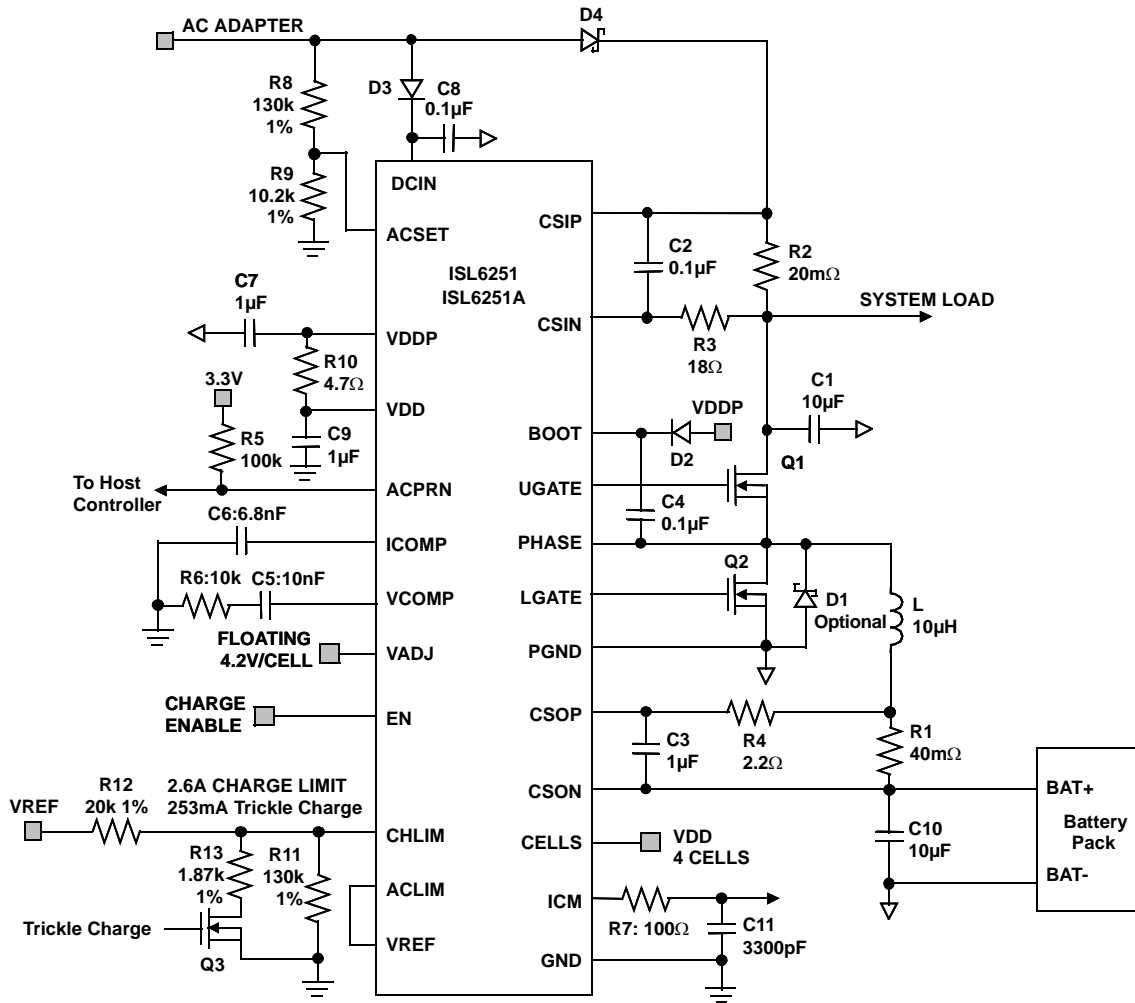 D4
AC ADAPTER
R8
130k
1%
D3
C8
0.1µF
R9
10.2k
1%
DCIN
ACSET
CSIP
C2
0.1µF
R2
20mΩ
ISL6251
ISL6251A
C7
1µF
SYSTEM LOAD
CSIN
R3
18Ω
VDDP
R10
4.7Ω
3.3V
VDD
C9
1µF
R5
100k
C1
10µF
VDDP
BOOT
D2
Q1
To Host
Controller
ACPRN
UGATE
C4
0.1µF
C6:6.8nF
ICOMP
PHASE
Q2
R6:10k
C5:10nF
VCOMP
LGATE
D1
Optional
L
10µH
FLOATING
4.2V/CELL
VADJ
PGND
CHARGE
ENABLE
EN
CSOP
R4
2.2Ω
R1
40mΩ
C3
1µF
CSON
BAT+
Battery
Pack
BAT-
C10
10µF
R12
20k 1%
2.6A CHARGE LIMIT
253mA Trickle Charge
VREF
CHLIM
CELLS
VDD
4 CELLS
R13
1.87k
1%
R11
130k
1%
ACLIM
ICM
R7: 100Ω
C11
3300pF
Trickle Charge
Q3
VREF
GND